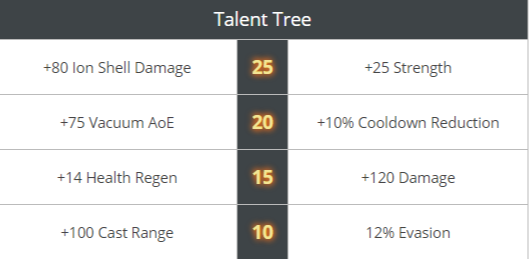 Talent Tree
+80 Ion Shell Damage 25 +25 Strength
+75 Vacuum AoE 20 +10% Cooldown Reduction
+14 Health Regen 15 +120 Damage
+100 Cast Range 10 12% Evasion